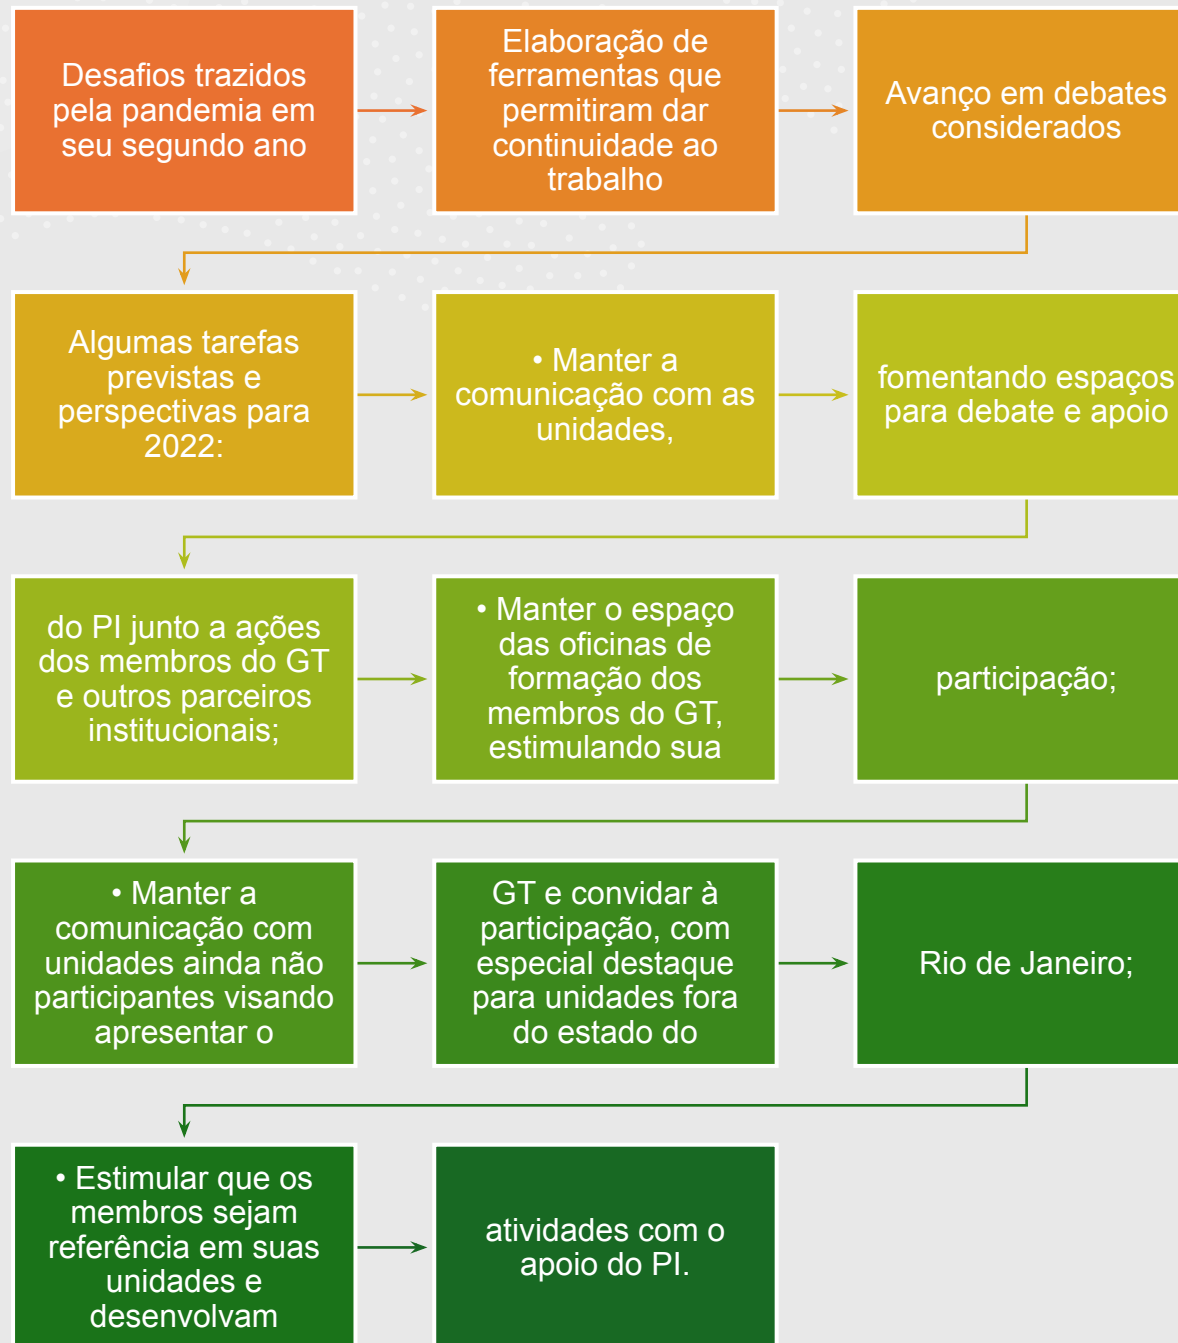 Desafios trazidos
pela pandemia em
seu segundo ano
Elaboração de
ferramentas que
permitiram dar
continuidade ao
trabalho
Avanço em debates
considerados
Algumas tarefas
previstas e
perspectivas para
2022:
• Manter a
comunicação com as
unidades,
fomentando espaços
para debate e apoio
do PI junto a ações
dos membros do GT
e outros parceiros
institucionais;
• Manter o espaço
das oficinas de
formação dos
membros do GT,
estimulando sua
participação;
• Manter a
comunicação com
unidades ainda não
participantes visando
apresentar o
GT e convidar à
participação, com
especial destaque
para unidades fora
do estado do
Rio de Janeiro;
• Estimular que os
membros sejam
referência em suas
unidades e
desenvolvam
atividades com o
apoio do PI.